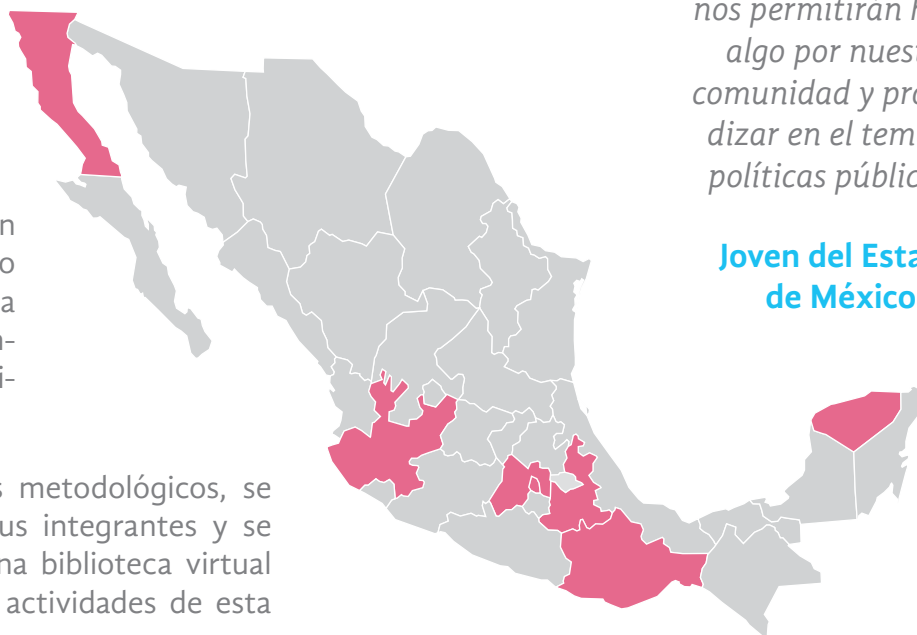 nos permitirán
algo por nuest
comunidad y pro
dizar en el tem
políticas públic
Joven del Esta
de México
n
o
a
n-
i-
s metodológicos, se
us integrantes y se
na biblioteca virtual
actividades de esta